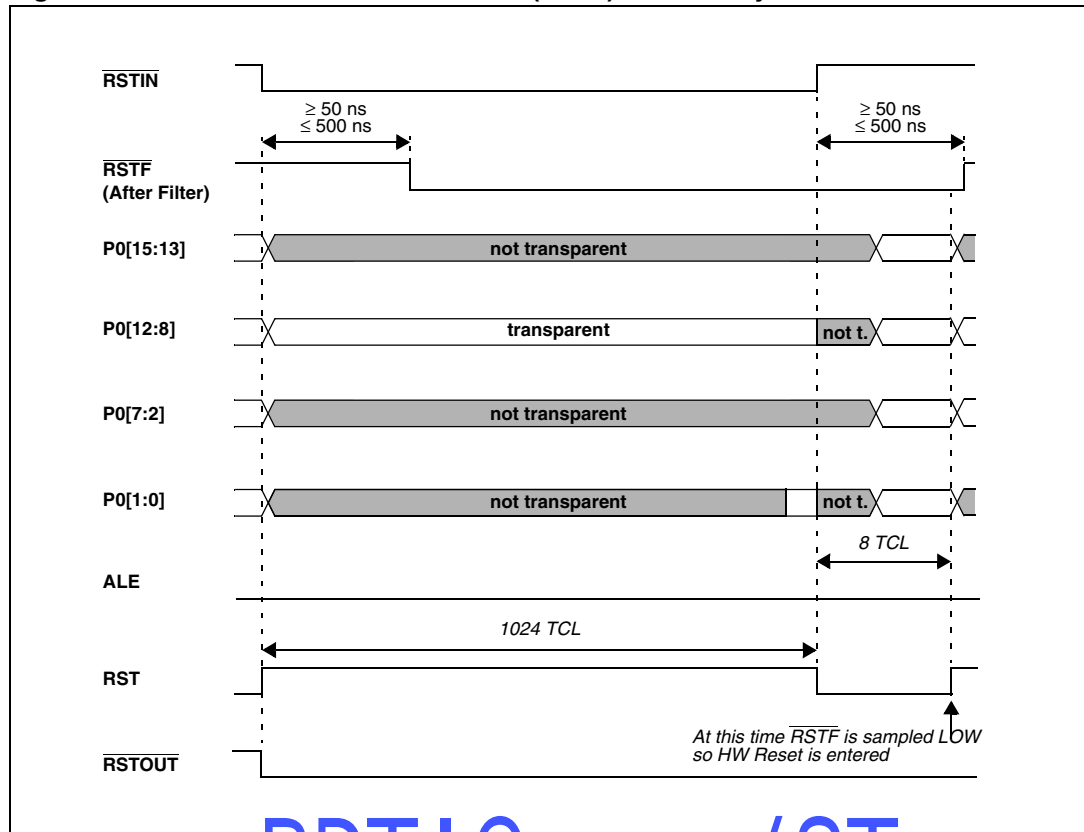 RSTIN
≥ 50 ns
≤ 500 ns
≥ 50 ns
≤ 500 ns
RSTF
(After Filter)
P0[15:13]
not transparent
P0[12:8]
transparent
not t.
P0[7:2]
not transparent
P0[1:0]
not transparent
not t.
8 TCL
ALE
1024 TCL
RST
At this time RSTF is sampled LOW
so HW Reset is entered
RSTOUT